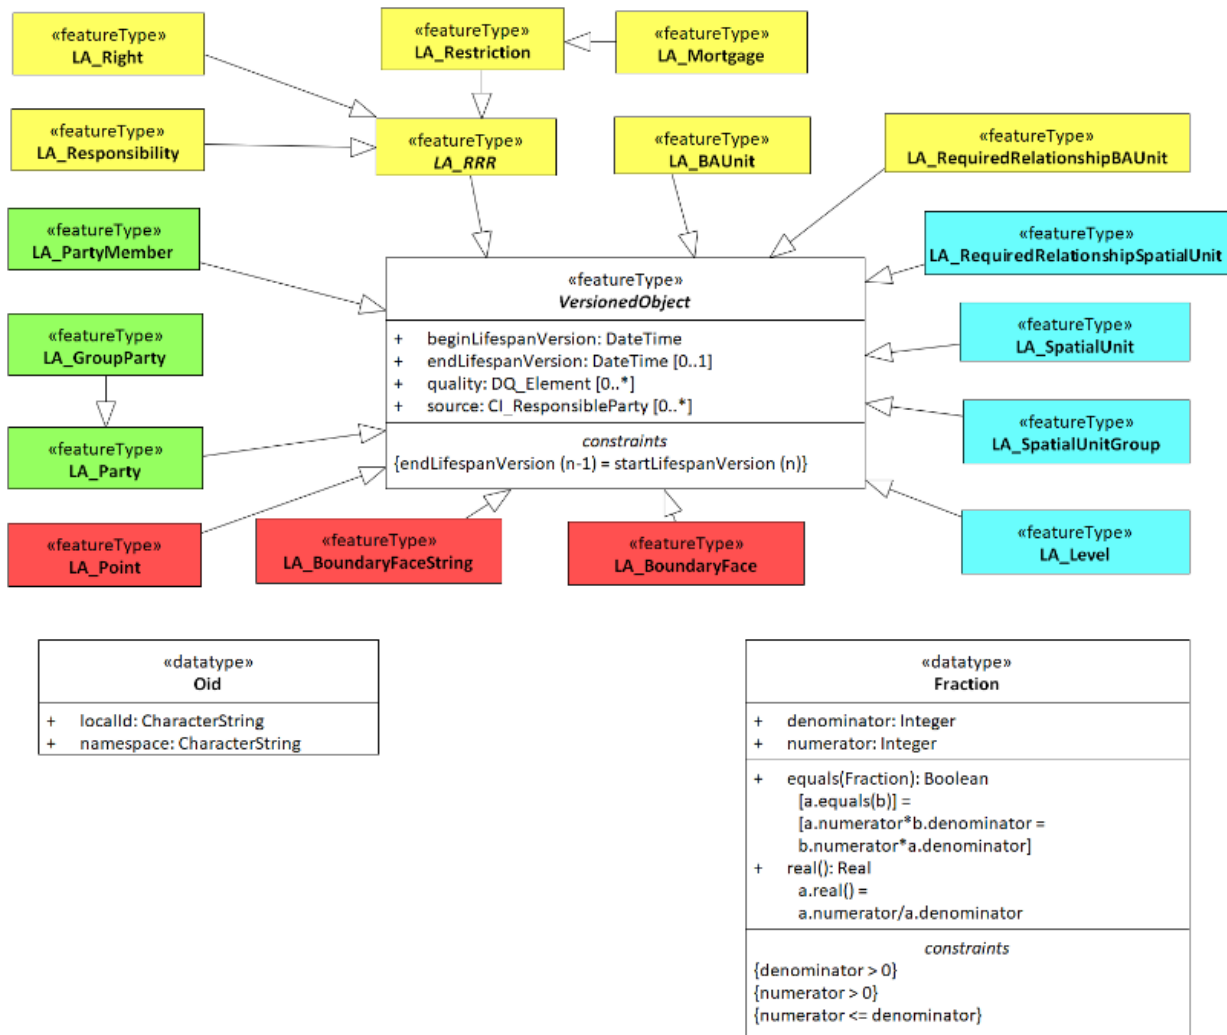 «featureType»
LA_Right
«featureType»
LA_Restriction
«featureType»
LA_Mortgage
«featureType»
LA_Responsibility
«featureType»
LA_RRR
«featureType»
LA_BAUnit
«featureType»
LA_RequiredRelationshipBAUnit
«featureType»
LA_PartyMember
«featureType»
LA_RequiredRelationshipSpatialUnit
«featureType»
VersionedObject
+ beginLifespanVersion: DateTime
+ endLifespanVersion: DateTime [0..1]
+ quality: DQ_Element [0..*]
+ source: CI_ResponsibleParty [0..*]
constraints
{endLifespanVersion (n-1) = startLifespanVersion (n)}
«featureType»
LA_GroupParty
«featureType»
LA_SpatialUnit
«featureType»
LA_Party
«featureType»
LA_SpatialUnitGroup
«featureType»
LA_Point
«featureType»
LA_BoundaryFaceString
«featureType»
LA_BoundaryFace
«featureType»
LA_Level
«datatype»
Oid
+ localId: CharacterString
+ namespace: CharacterString
«datatype»
Fraction
+ denominator: Integer
+ numerator: Integer
+ equals(Fraction): Boolean
[a.equals(b)] =
[a.numerator*b.denominator =
b.numerator*a.denominator]
+ real(): Real
a.real() =
a.numerator/a.denominator
constraints
{denominator > 0}
{numerator > 0}
{numerator <= denominator}